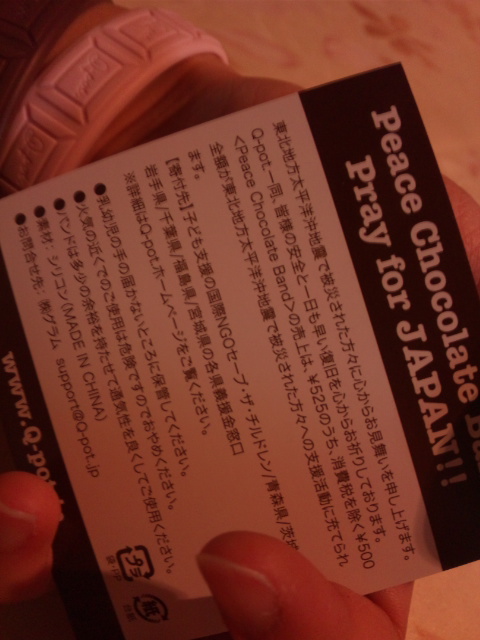 Peace Chocolate Ba
Pray for JAPAN!!
東北地方太平洋沖地震で被災された方々に心からお見舞いを申し上げます。
Q-pot一同、皆様の安全と一日も早い復旧を心からお祈りしております。
<Peace Chocolate Band>の売上は、¥525のうち、消費税を除く¥500
全額が東北地方太平洋沖地震で被災された方々への支援活動に充てられ
ます。
【寄付先】子ども支援の国際NGOセーブ・ザ・チルドレン/青森県/茨城
岩手県/千葉県/福島県/宮城県の各県義援金窓口
※詳細はQ-pot.ホームページをご覧ください。
●乳幼児の手の届かないところに保管してください。
●火気の近くでのご使用は危険ですのでおやめください。
●バンドは多少の余裕を持たせて通気性を良くしてご使用ください。
●素材:シリコン(MADE IN CHINA)
●お問合せ先:㈱グラム support@Q-pot.jp
www.Q-pot.
プラ
紙